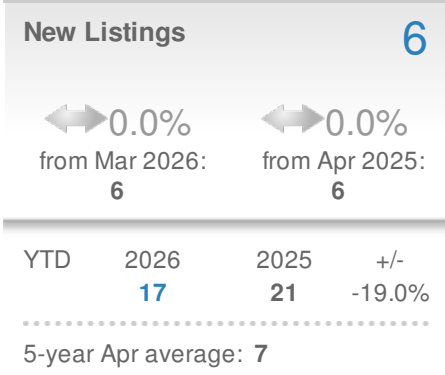 New Listings 6
0.0% 0.0%
from Mar 2026: from Apr 2025:
6 6
YTD 2026 2025 +/-
17 21 -19.0%
5-year Apr average: 7